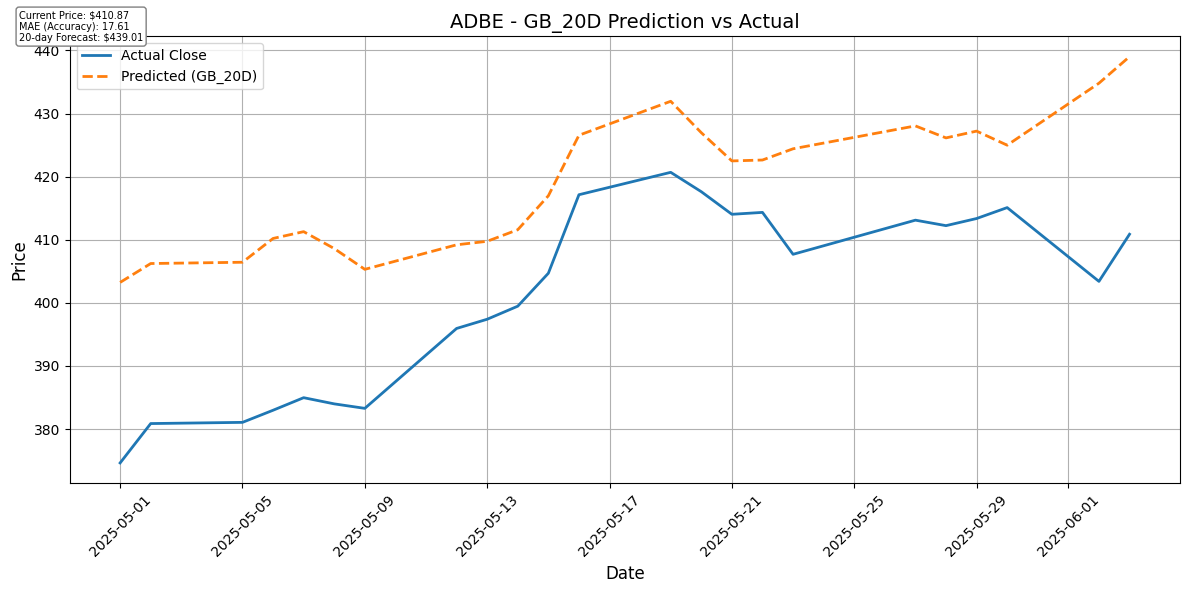 ADBE - GB_20D Prediction vs Actual
Current Price: $410.87
MAE (Accuracy): 17.61
20-day Forecast: $439.01
Actual Close
Predicted (GB_20D)
Price
440
430
420
410
400
390
380
2025-05-01
2025-05-05
2025-05-09
2025-05-13
2025-05-17
2025-05-21
2025-05-25
2025-05-29
2025-06-01
Date